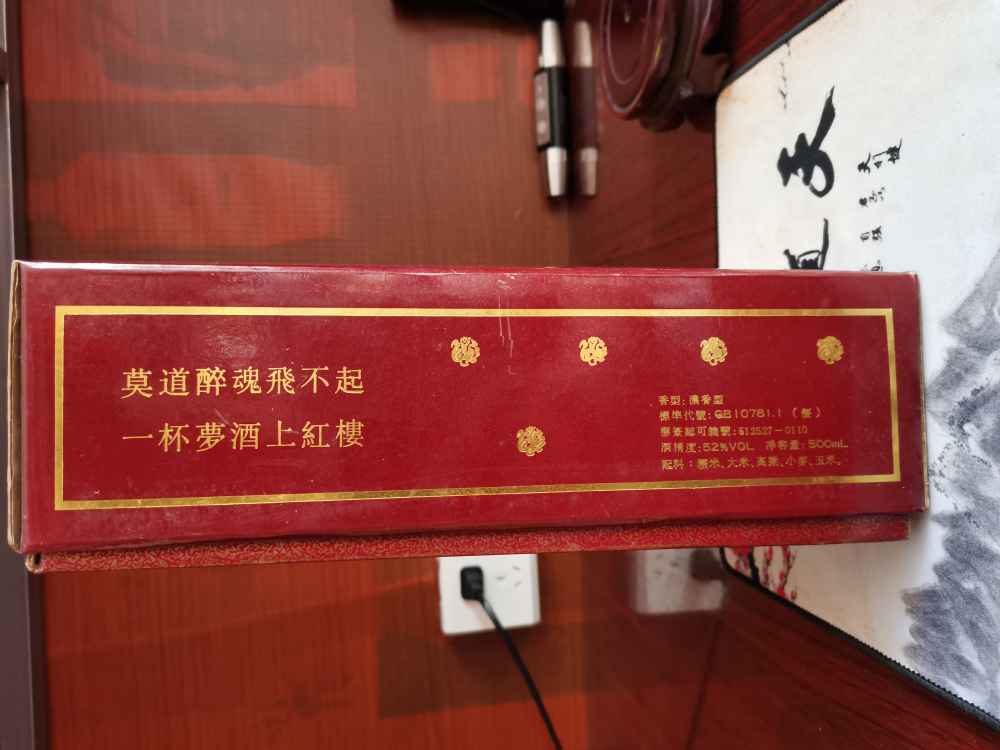 莫道醉魂飛不起
一杯夢酒上紅樓
香型:濃香型
標準代號:GB10781.1(優)
酒精度:52%VOL 淨容量:500mL
配料:糯米、大米、高粱、小麥、玉米。